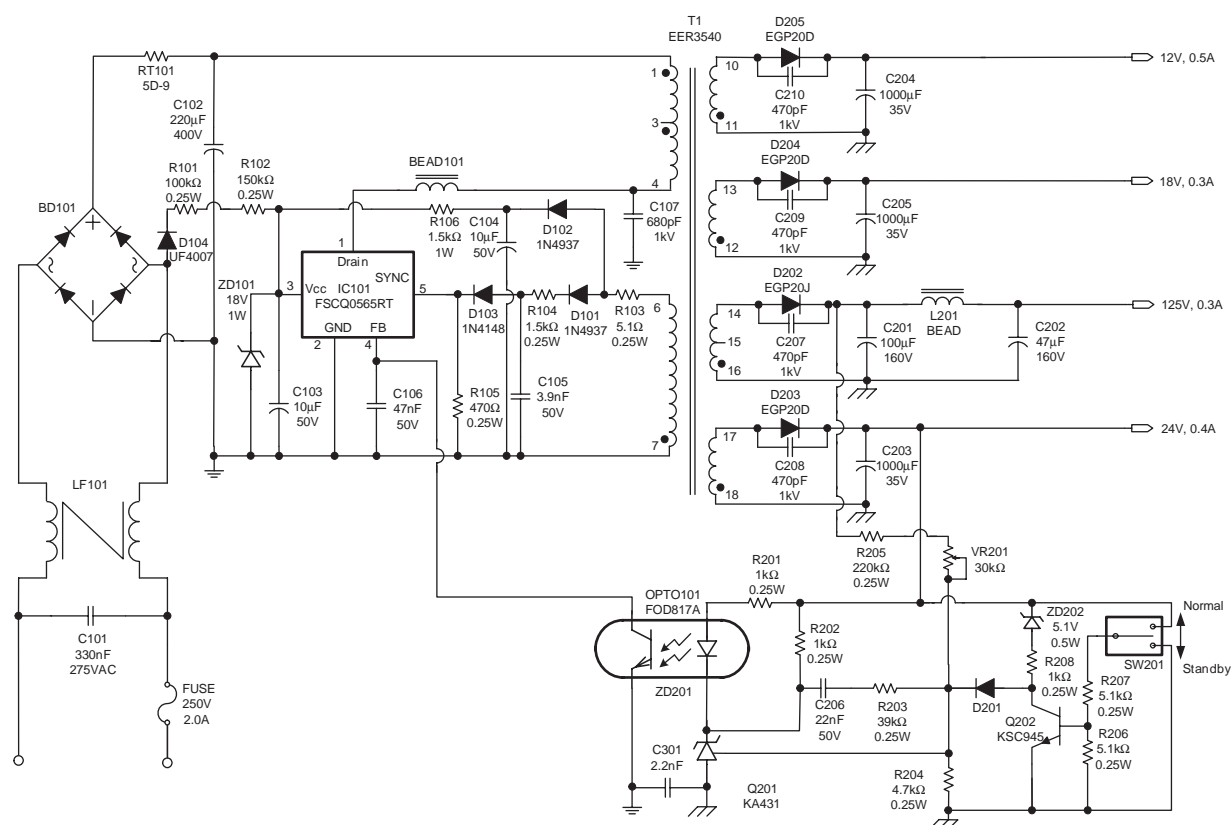 T1
EER3540
D205
EGP20D
RT101
5D-9
1
3
4
10
11
C210
470pF
1kV
C204
1000µF
35V
12V, 0.5A
C102
220µF
400V
D204
EGP20D
BEAD101
R101
100kΩ
0.25W
R102
150kΩ
0.25W
13
12
C209
470pF
1kV
C205
1000µF
35V
18V, 0.3A
BD101
D104
UF4007
R106
1.5kΩ
1W
C104
10µF
50V
D102
1N4937
C107
680pF
1kV
ZD101
18V
1W
1
Drain
SYNC
3
Vcc
IC101
FSCQ0565RT
5
GND
FB
2
4
D103
1N4148
R104
1.5kΩ
0.25W
D101
1N4937
R103
5.1Ω
0.25W
6
7
D202
EGP20J
14
15
16
C207
470pF
1kV
C201
100µF
160V
L201
BEAD
C202
47µF
160V
125V, 0.3A
C103
10µF
50V
C106
47nF
50V
R105
470Ω
0.25W
C105
3.9nF
50V
D203
EGP20D
17
18
C208
470pF
1kV
C203
1000µF
35V
24V, 0.4A
LF101
R205
220kΩ
0.25W
VR201
30kΩ
C101
330nF
275VAC
FUSE
250V
2.0A
OPTO101
FOD817A
R201
1kΩ
0.25W
R202
1kΩ
0.25W
ZD202
5.1V
0.5W
Normal
Standby
SW201
R208
1kΩ
0.25W
R207
5.1kΩ
0.25W
ZD201
C206
22nF
50V
R203
39kΩ
0.25W
D201
Q202
KSC945
R206
5.1kΩ
0.25W
C301
2.2nF
Q201
KA431
R204
4.7kΩ
0.25W